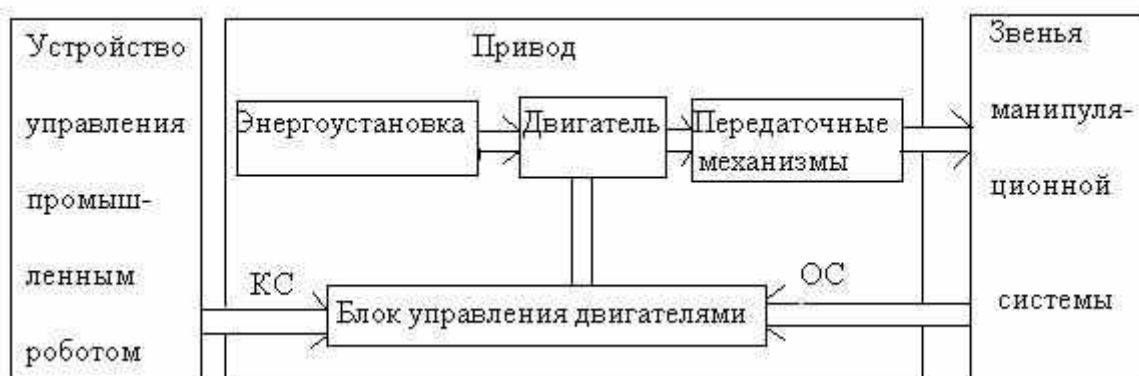 Устройство
управления
промыш-
ленным
роботом
Привод
Энергоустановка
Двигатель
Передаточные
механизмы
КС
ОС
Блок управления двигателями
Звенья
манипуля-
ционной
системы